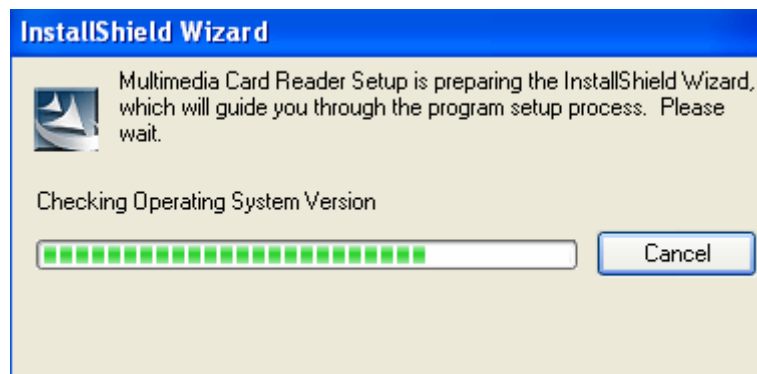 InstallShield Wizard
Multimedia Card Reader Setup is preparing the InstallShield Wizard,
which will guide you through the program setup process. Please
wait.
Checking Operating System Version
Cancel